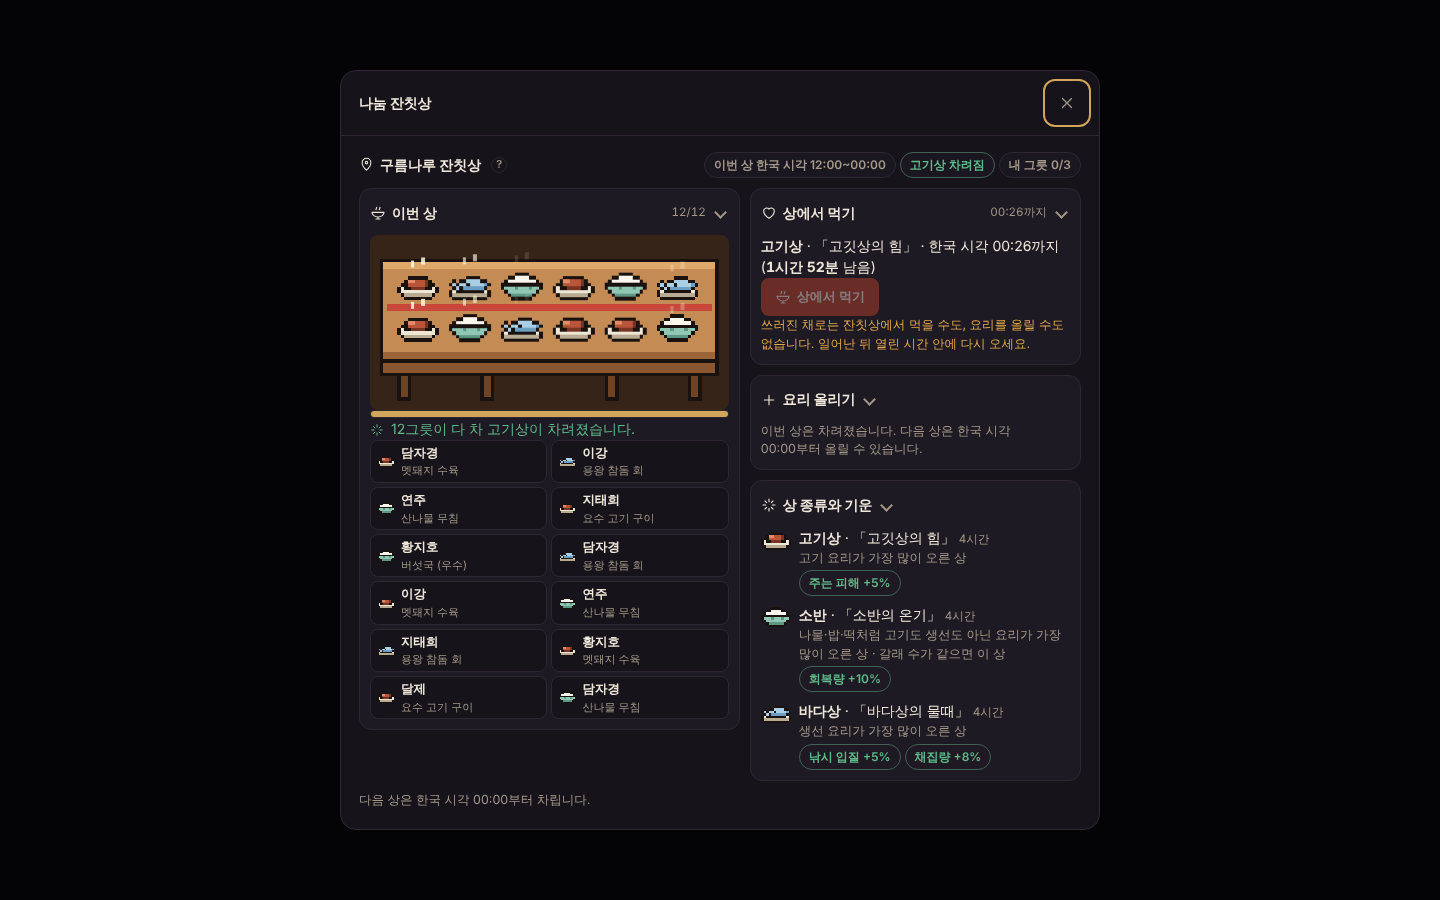 나눔 잔칫상
구름나루 잔칫상 ?
이번 상 한국 시각 12:00~00:00
고기상 차려짐
내 그릇 0/3
이번 상
12/12
12그릇이 다 차 고기상이 차려졌습니다.
담자경
멧돼지 수육
이강
용왕 참돔 회
연주
산나물 무침
지태희
요수 고기 구이
황지호
버섯국 (우수)
담자경
용왕 참돔 회
이강
멧돼지 수육
연주
산나물 무침
지태희
용왕 참돔 회
황지호
멧돼지 수육
달제
요수 고기 구이
담자경
산나물 무침
상에서 먹기
00:26까지
고기상 · 「고깃상의 힘」 · 한국 시각 00:26까지
(1시간 52분 남음)
상에서 먹기
쓰러진 채로는 잔칫상에서 먹을 수도, 요리를 올릴 수도
없습니다. 일어난 뒤 열린 시간 안에 다시 오세요.
요리 올리기
이번 상은 차려졌습니다. 다음 상은 한국 시각
00:00부터 올릴 수 있습니다.
상 종류와 기운
고기상 · 「고깃상의 힘」 4시간
고기 요리가 가장 많이 오른 상
주는 피해 +5%
소반 · 「소반의 온기」 4시간
나물·밥·떡처럼 고기도 생선도 아닌 요리가 가장
많이 오른 상 · 갈래 수가 같으면 이 상
회복량 +10%
바다상 · 「바다상의 물때」 4시간
생선 요리가 가장 많이 오른 상
낚시 입질 +5%
채집량 +8%
다음 상은 한국 시각 00:00부터 차립니다.